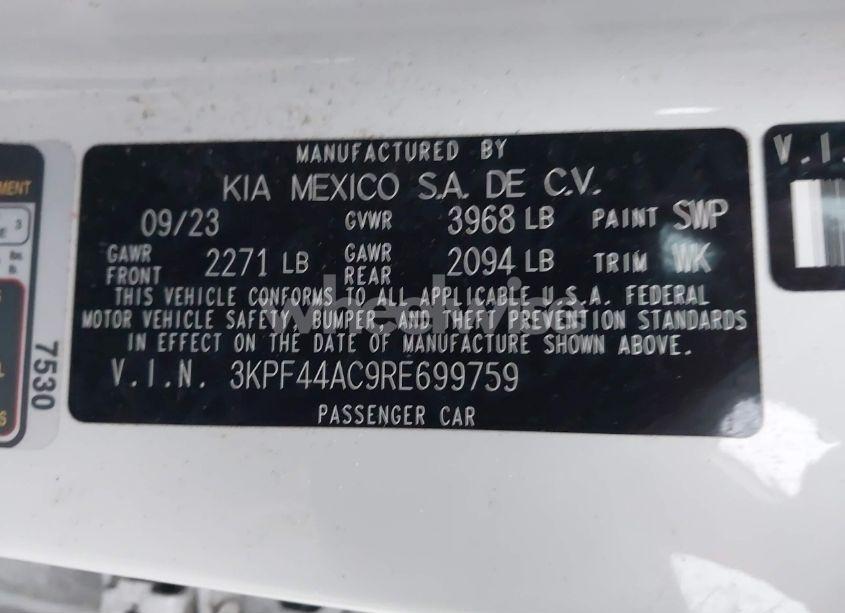 MANUFACTURED BY
KIA MEXICO S.A. DE C.V.
09/23 GVWR 3968 LB PAINT SWP
GAWR FRONT 2271 LB GAWR REAR 2094 LB TRIM WK
THIS VEHICLE CONFORMS TO ALL APPLICABLE U.S.A. FEDERAL
MOTOR VEHICLE SAFETY, BUMPER, AND THEFT PREVENTION STANDARDS
IN EFFECT ON THE DATE OF MANUFACTURE SHOWN ABOVE.
V.I.N. 3KPF44AC9RE699759
PASSENGER CAR
7530
V.I.